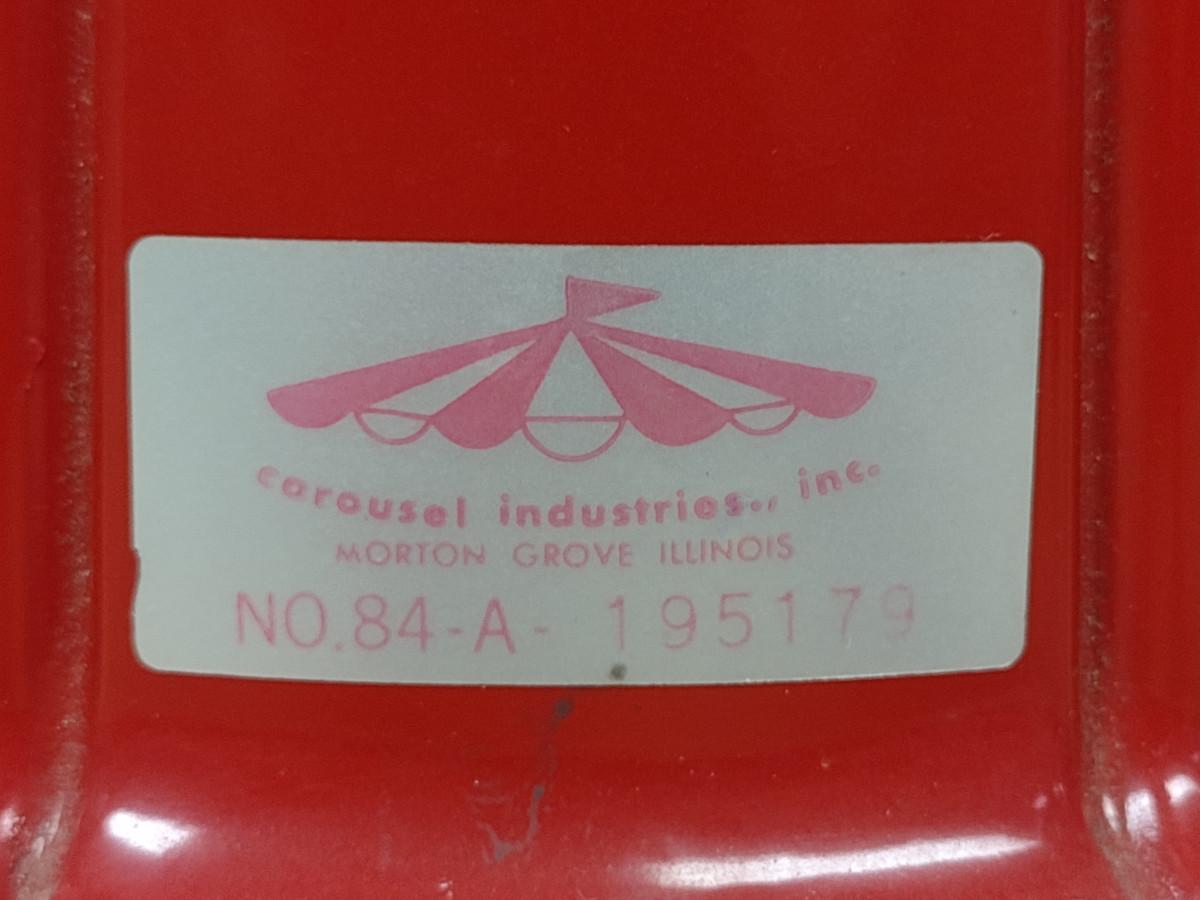 carousel industries., inc.
MORTON GROVE ILLINOIS
NO.84-A- 195179